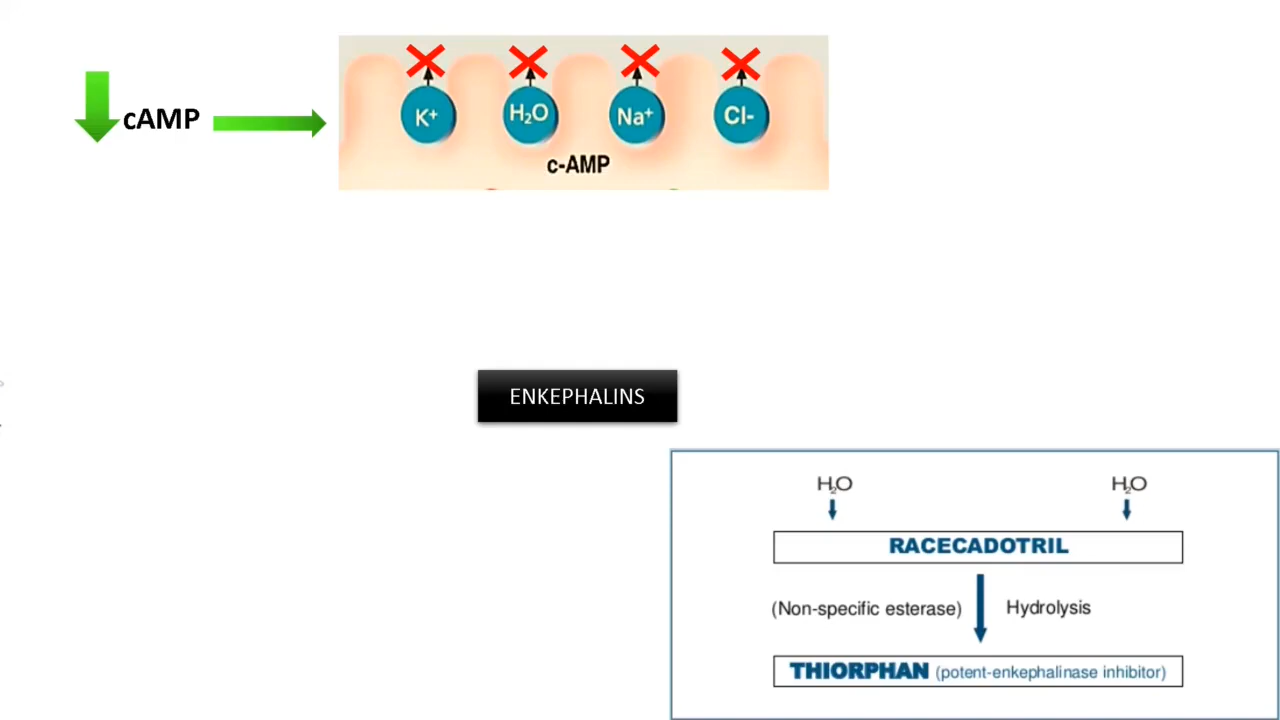 cAMP
K+
H2O
Na+
Cl-
c-AMP
ENKEPHALINS
H2O
H2O
RACECADOTRIL
(Non-specific esterase)
Hydrolysis
THIORPHAN (potent-enkephalinase inhibitor)